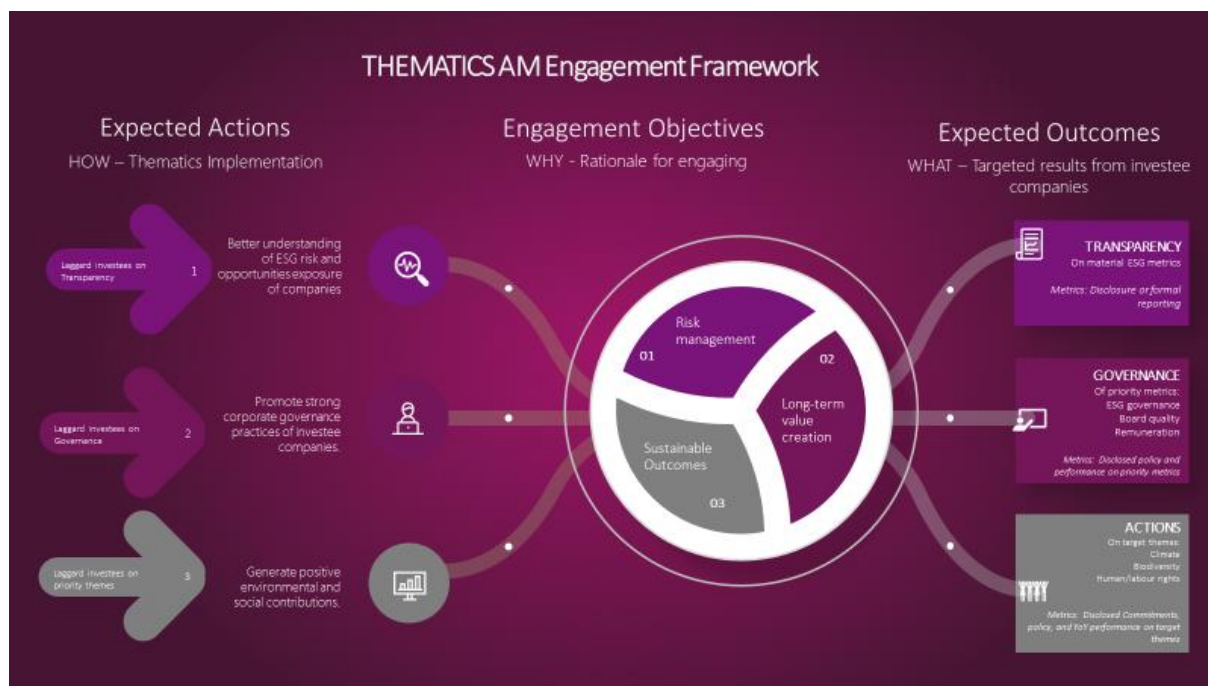 THEMATICS AM Engagement Framework
Expected Actions
HOW – Thematics Implementation
Engagement Objectives
WHY - Rationale for engaging
Expected Outcomes
WHAT – Targeted results from investee
companies
Laggard investees on
Transparency
1
Better understanding
of ESG risk and
opportunities exposure
of companies
Laggard investees on
Governance
2
Promote strong
corporate governance
practices of investee
companies.
Laggard investees on
priority themes
3
Generate positive
environmental and
social contributions.
Risk
management
01
02
Long-term
value
creation
Sustainable
Outcomes
03
TRANSPARENCY
On material ESG metrics
Metrics: Disclosure or formal
reporting
GOVERNANCE
Of priority metrics:
ESG governance
Board quality
Remuneration
Metrics: Disclosed policy and
performance on priority metrics
ACTIONS
On target themes:
Climate
Biodiversity
Human/labour rights
Metrics: Disclosed Commitments,
policy, and YoY performance on target
themes